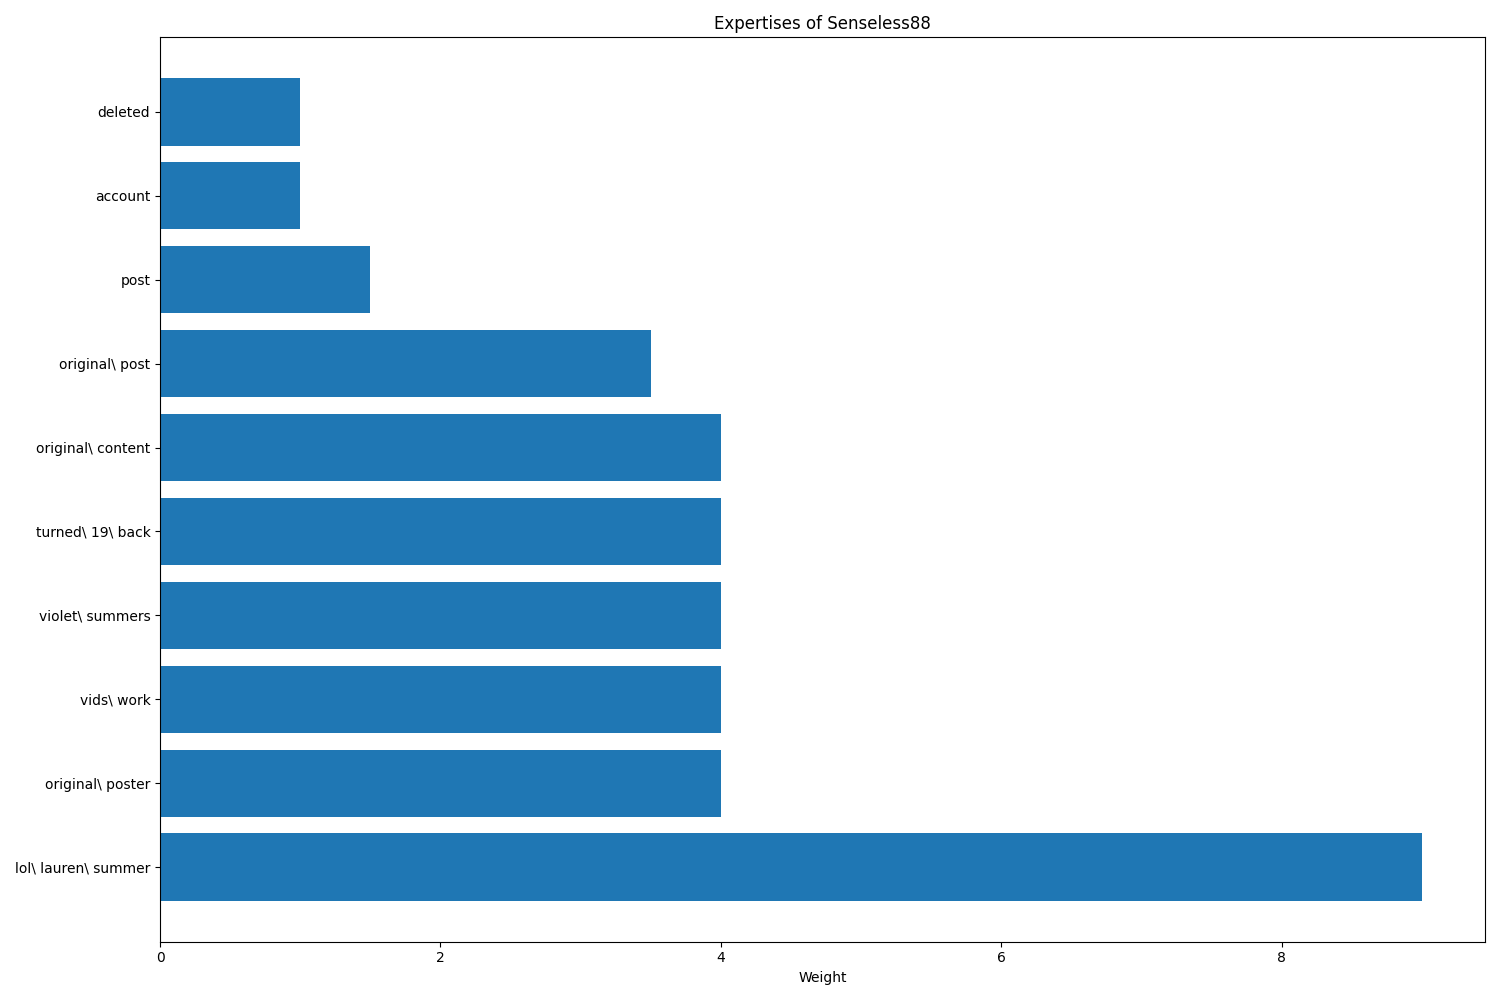 Expertises of Senseless88
deleted
account
post
original\ post
original\ content
turned\ 19\ back
violet\ summers
vids\ work
original\ poster
lol\ lauren\ summer
0 2 4 6 8
Weight